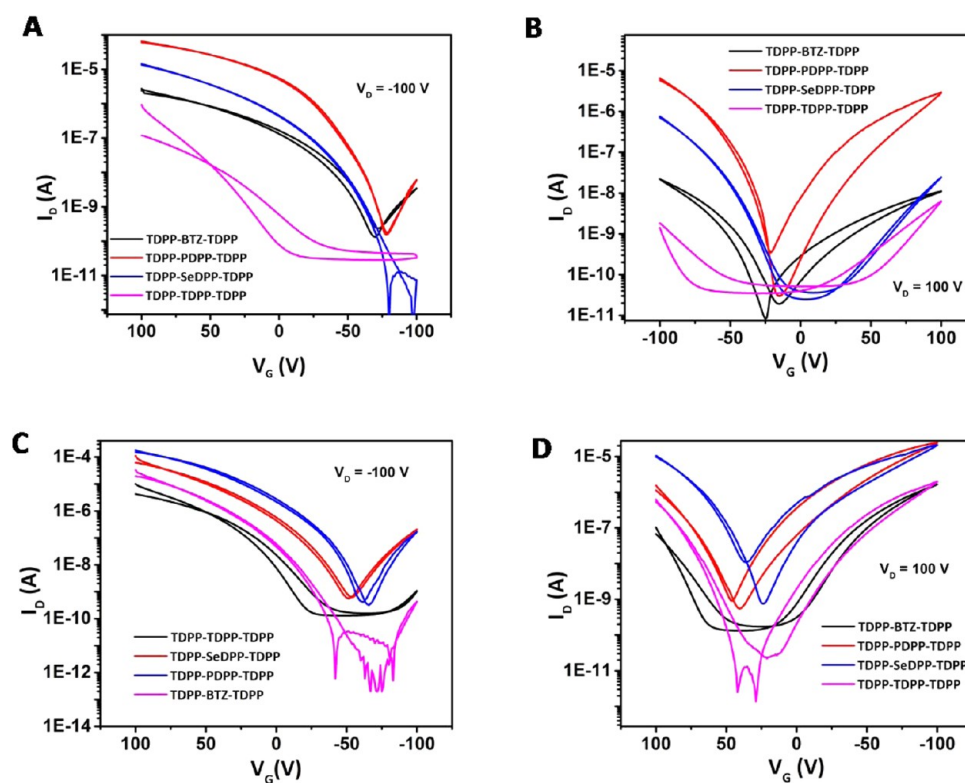 A
1E-5
1E-7
1E-9
1E-11
I_D (A)
V_D = -100 V
TDPP-BTZ-TDPP
TDPP-PDPP-TDPP
TDPP-SeDPP-TDPP
TDPP-TDPP-TDPP
100 50 0 -50 -100
V_G (V)
B
1E-5
1E-6
1E-7
1E-8
1E-9
1E-10
1E-11
I_D (A)
TDPP-BTZ-TDPP
TDPP-PDPP-TDPP
TDPP-SeDPP-TDPP
TDPP-TDPP-TDPP
V_D = 100 V
-100 -50 0 50 100
V_G (V)
C
1E-4
1E-6
1E-8
1E-10
1E-12
1E-14
I_D (A)
V_D = -100 V
TDPP-TDPP-TDPP
TDPP-SeDPP-TDPP
TDPP-PDPP-TDPP
TDPP-BTZ-TDPP
100 50 0 -50 -100
V_G (V)
D
1E-5
1E-7
1E-9
1E-11
I_D (A)
V_D = 100 V
TDPP-BTZ-TDPP
TDPP-PDPP-TDPP
TDPP-SeDPP-TDPP
TDPP-TDPP-TDPP
100 50 0 -50 -100
V_G (V)